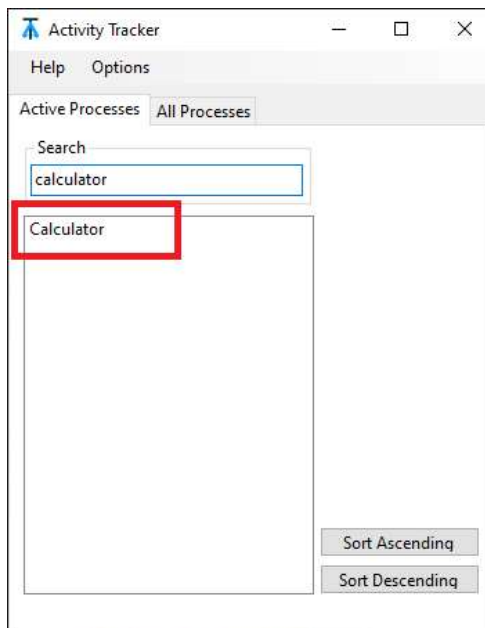 Activity Tracker
Help Options
Active Processes All Processes
Search
calculator
Calculator
Sort Ascending
Sort Descending